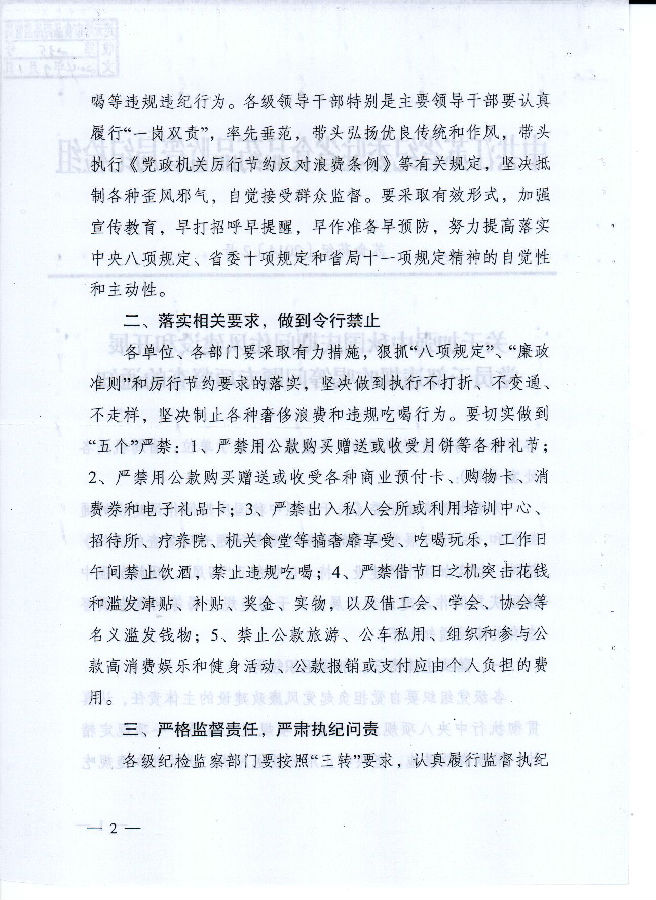 喝等违规违纪行为。各级领导干部特别是主要领导干部要认真
履行“一岗双责”，率先垂范，带头弘扬优良传统和作风，带头
执行《党政机关厉行节约反对浪费条例》等有关规定，坚决抵
制各种歪风邪气，自觉接受群众监督。要采取有效形式，加强
宣传教育，早打招呼早提醒，早作准备早预防，努力提高落实
中央八项规定、省委十项规定和省局十一项规定精神的自觉性
和主动性。
二、落实相关要求，做到令行禁止
各单位、各部门要采取有力措施，狠抓“八项规定”、“廉政
准则”和厉行节约要求的落实，坚决做到执行不打折、不变通、
不走样，坚决制止各种奢侈浪费和违规吃喝行为。要切实做到
“五个”严禁：1、严禁用公款购买赠送或收受月饼等各种礼节；
2、严禁用公款购买赠送或收受各种商业预付卡、购物卡、消
费券和电子礼品卡；3、严禁出入私人会所或利用培训中心、
招待所、疗养院、机关食堂等搞奢靡享受、吃喝玩乐，工作日
午间禁止饮酒，禁止违规吃喝；4、严禁借节日之机突击花钱
和滥发津贴、补贴、奖金、实物，以及借工会、学会、协会等
名义滥发钱物；5、禁止公款旅游、公车私用、组织和参与公
款高消费娱乐和健身活动、公款报销或支付应由个人负担的费
用。
三、严格监督责任，严肃执纪问责
各级纪检监察部门要按照“三转”要求，认真履行监督执纪
— 2 —